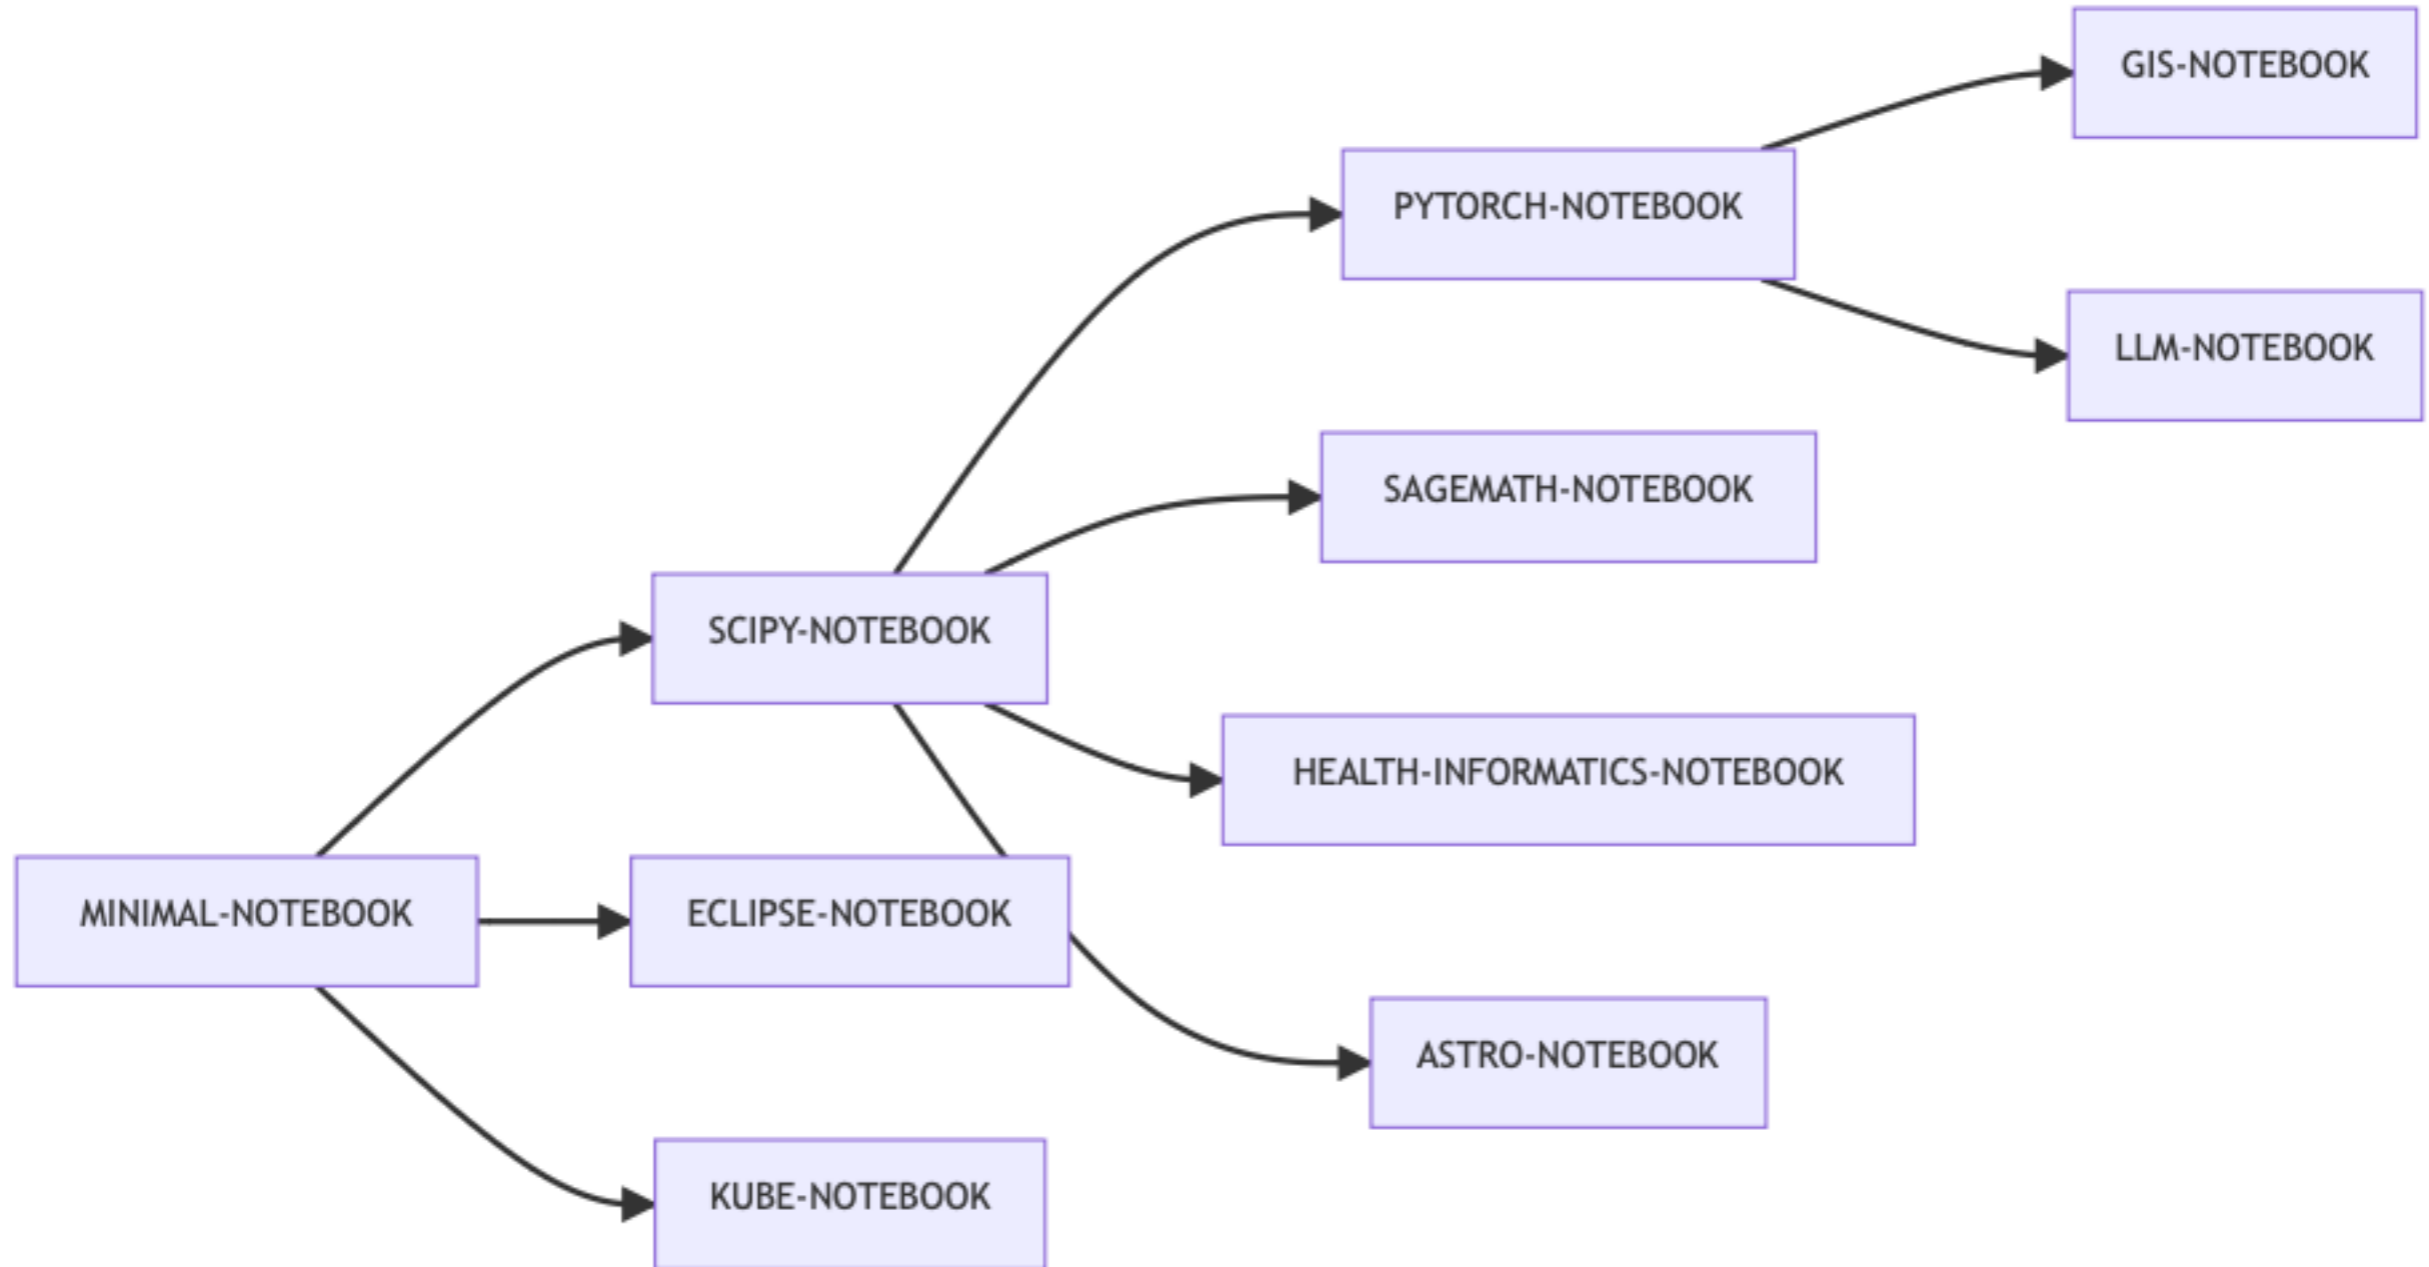 GIS-NOTEBOOK
PYTORCH-NOTEBOOK
LLM-NOTEBOOK
SAGEMATH-NOTEBOOK
SCIPY-NOTEBOOK
HEALTH-INFORMATICS-NOTEBOOK
MINIMAL-NOTEBOOK
ECLIPSE-NOTEBOOK
ASTRO-NOTEBOOK
KUBE-NOTEBOOK